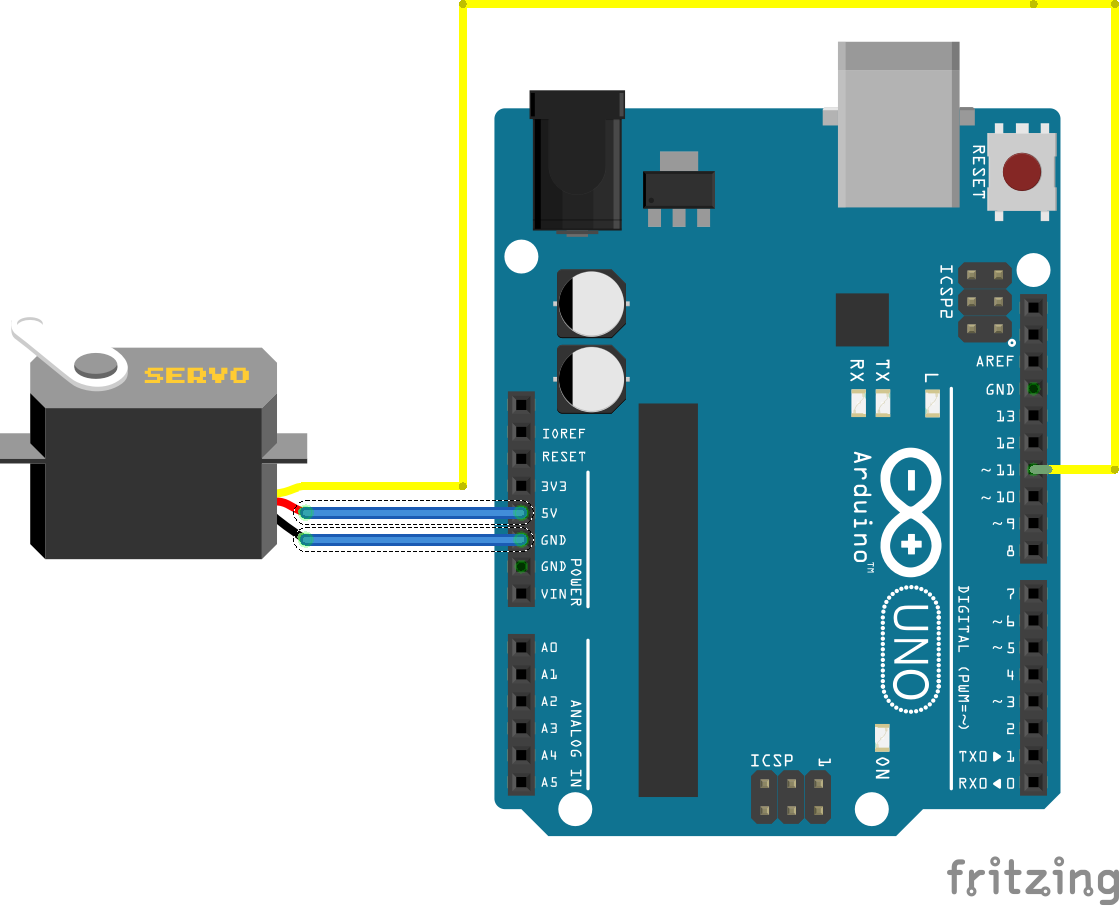 RESET
ICSP2
AREF
GND
13
12
~11
~10
~9
8
RX
TX
L
SERVO
IOREF
RESET
3V3
5V
GND
GND
VIN
POWER
Arduino™
UNO
DIGITAL (PWM=~)
7
~6
~5
4
~3
2
TX0▶1
RX0◀0
A0
A1
A2
A3
A4
A5
ANALOG IN
ICSP
1
ON
fritzing